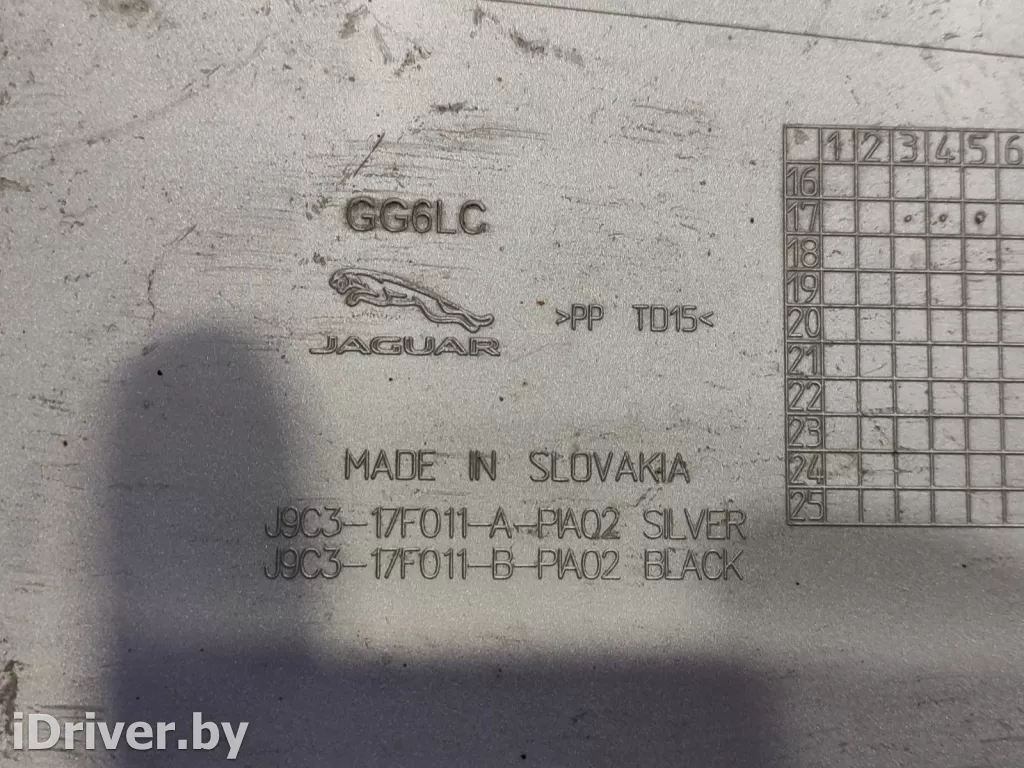 GG6LC
JAGUAR
>PP TD15<
MADE IN SLOVAKIA
J9C3-17F011-A-PIA02 SILVER
J9C3-17F011-B-PIA02 BLACK
1 2 3 4 5 6
16
17
18
19
20
21
22
23
24
25
iDriver.by